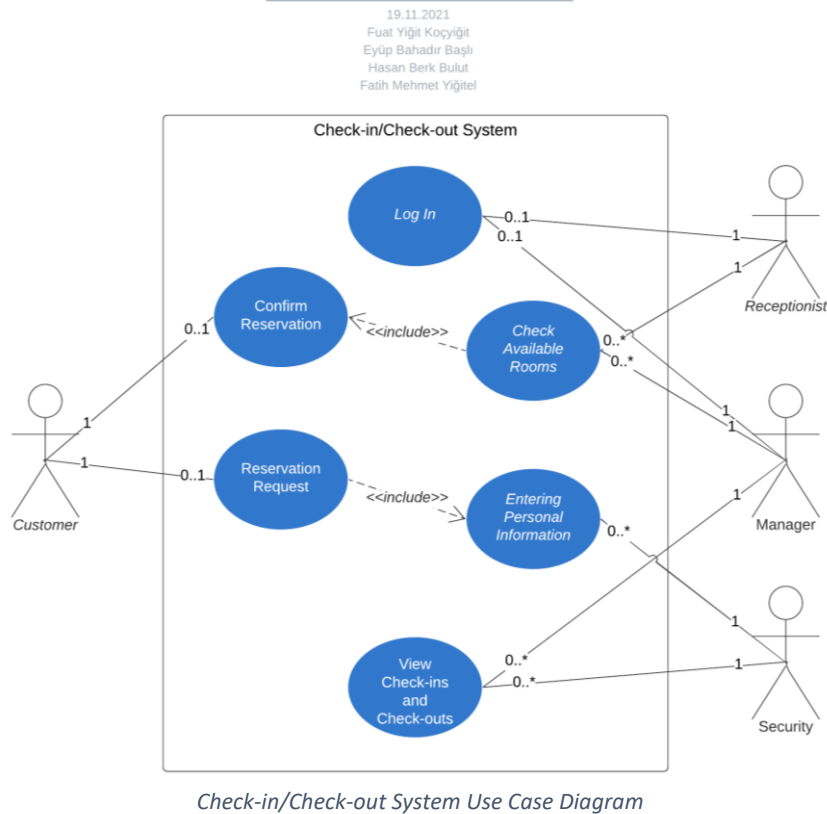 19.11.2021
Fuat Yiğit Koçyiğit
Eyüp Bahadır Başlı
Hasan Berk Bulut
Fatih Mehmet Yiğitel
Check-in/Check-out System
Log In
0..1
0..1
1
1
Receptionist
Confirm
Reservation
0..1
<<include>>
Check
Available
Rooms
0..*
0..*
1
1
1
1
0..1
Customer
Reservation
Request
<<include>>
Entering
Personal
Information
0..*
1
Manager
View
Check-ins
and
Check-outs
0..*
0..*
1
1
Security
Check-in/Check-out System Use Case Diagram